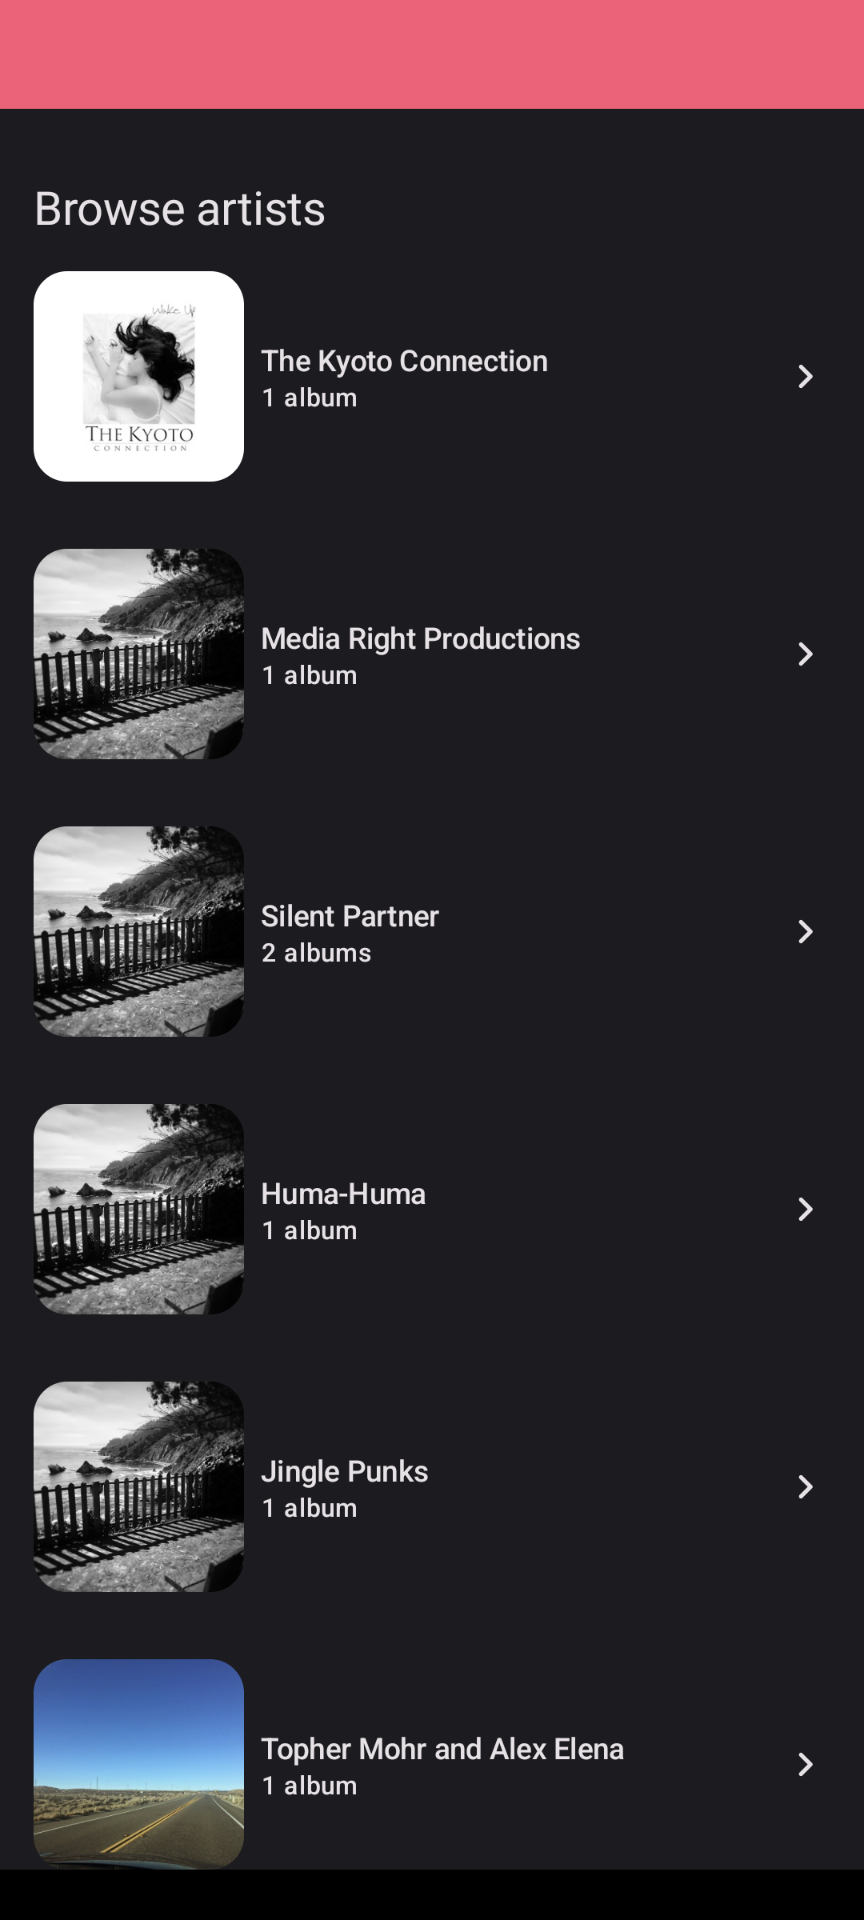 Browse artists
Wake Up
THE KYOTO
CONNECTION
The Kyoto Connection
1 album
Media Right Productions
1 album
Silent Partner
2 albums
Huma-Huma
1 album
Jingle Punks
1 album
Topher Mohr and Alex Elena
1 album